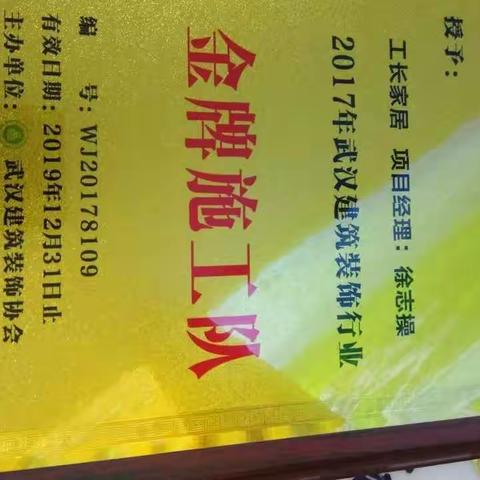 授予：
工长家居 项目经理：徐志操
2017年武汉建筑装饰行业
金牌施工队
编 号：WJ20178109
有效日期：2019年12月31日止
主办单位： 武汉建筑装饰协会